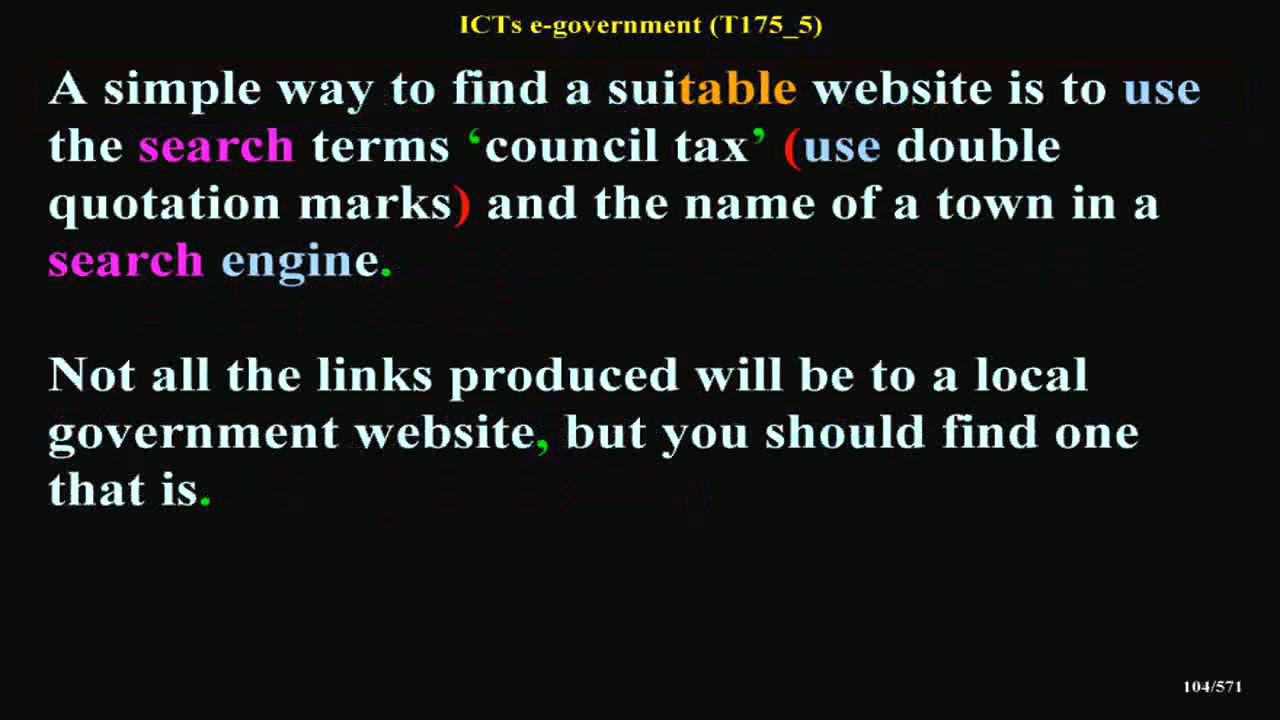 ICTs e-government (T175_5)
A simple way to find a suitable website is to use
the search terms ‘council tax’ (use double
quotation marks) and the name of a town in a
search engine.
Not all the links produced will be to a local
government website, but you should find one
that is.
104/571